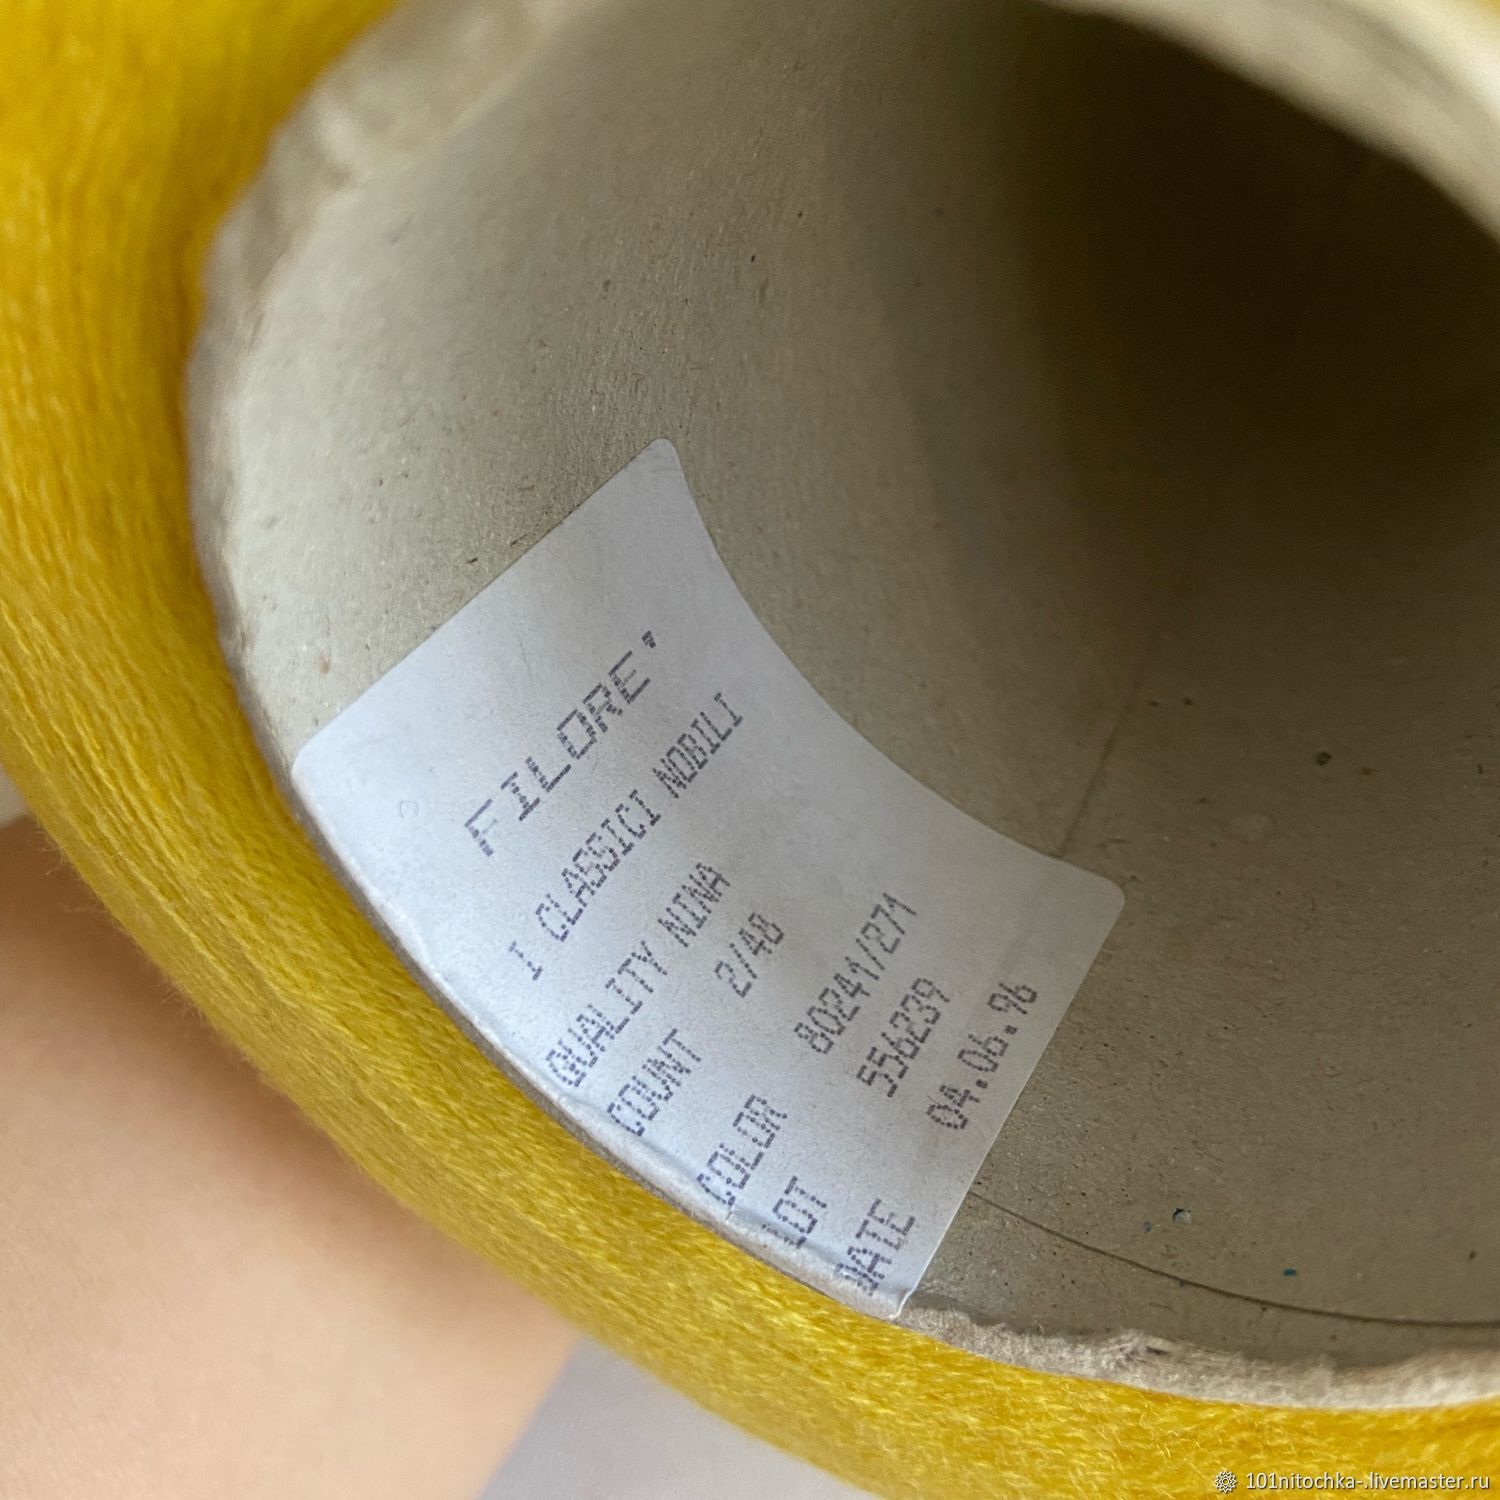 FILORE'
I CLASSICI NOBILI
QUALITY NINA
COUNT 2/48
COLOR 80241/271
LOT 556239
DATE 04.06.96
101nitochka-.livemaster.ru